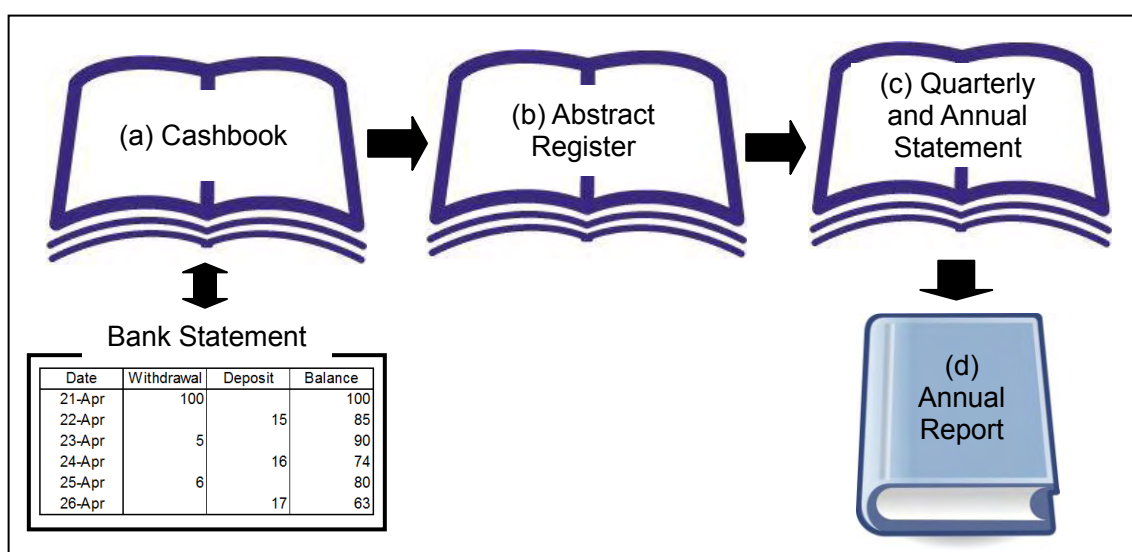 (a) Cashbook
(b) Abstract
Register
(c) Quarterly
and Annual
Statement
Bank Statement
Date Withdrawal Deposit Balance
21-Apr 100 100
22-Apr 15 85
23-Apr 5 90
24-Apr 16 74
25-Apr 6 80
26-Apr 17 63
(d)
Annual
Report